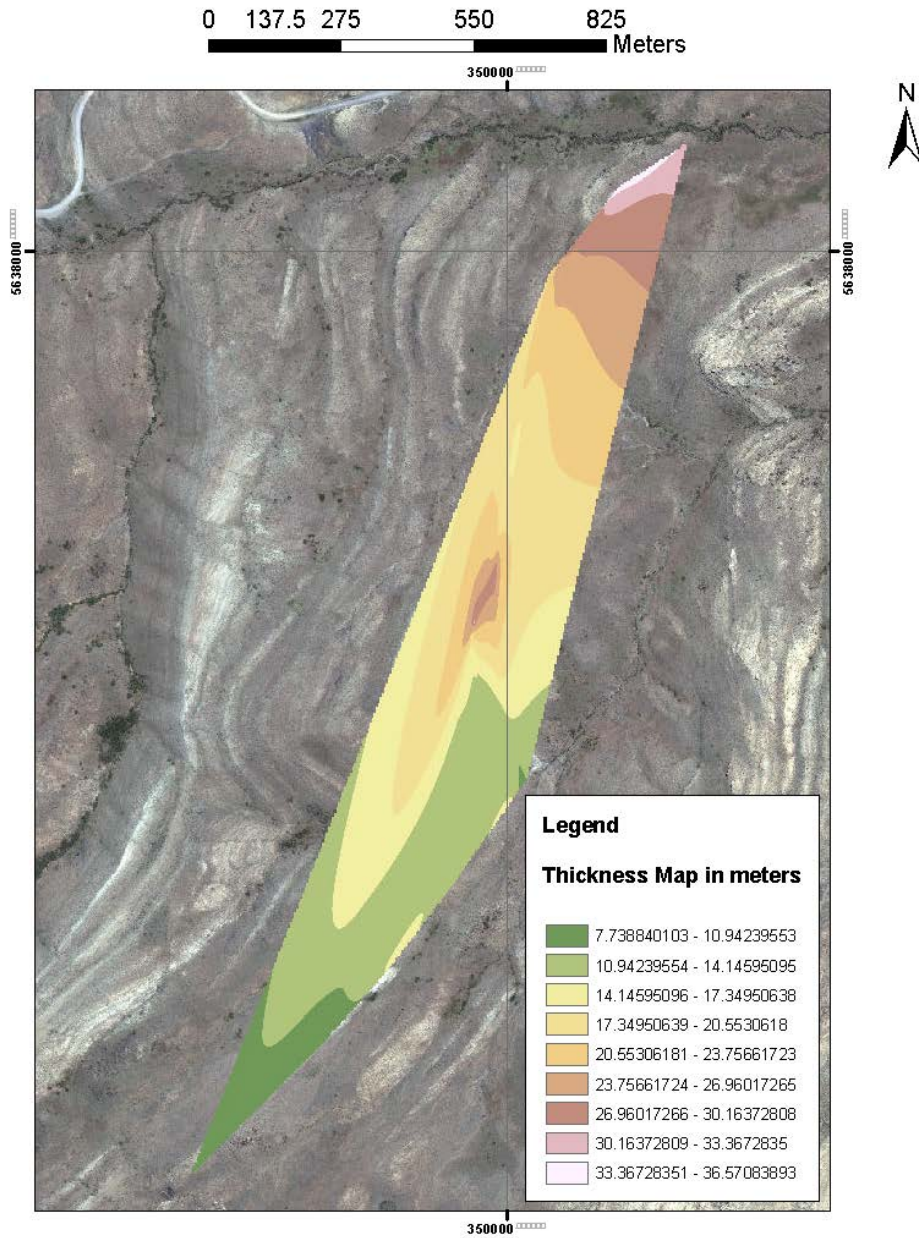 0 137.5 275 550 825
Meters
350000
N
5638000
5638000
Legend
Thickness Map in meters
7.738840103 - 10.94239553
10.94239554 - 14.14595095
14.14595096 - 17.34950638
17.34950639 - 20.5530618
20.55306181 - 23.75661723
23.75661724 - 26.96017265
26.96017266 - 30.16372808
30.16372809 - 33.3672835
33.36728351 - 36.57083893
350000